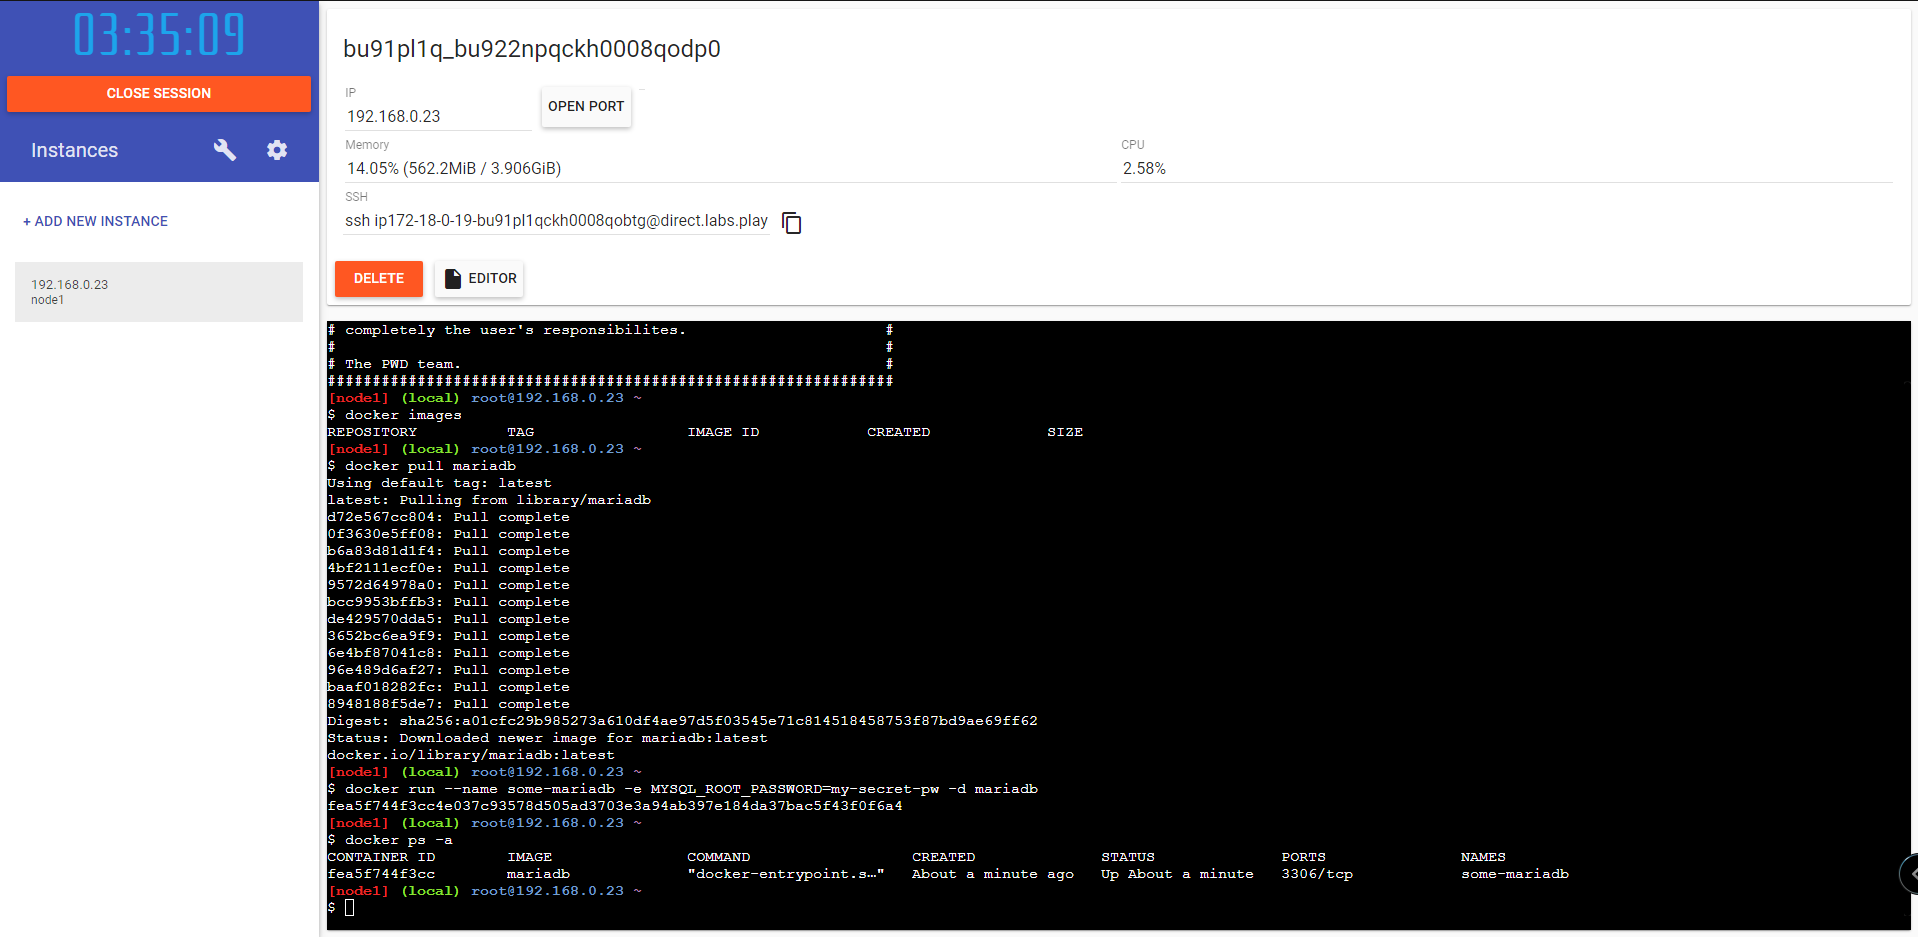 03:35:09
CLOSE SESSION
Instances
+ ADD NEW INSTANCE
192.168.0.23
node1
bu91pl1q_bu922npqckh0008qodp0
IP
192.168.0.23
OPEN PORT
Memory
14.05% (562.2MiB / 3.906GiB)
CPU
2.58%
SSH
ssh ip172-18-0-19-bu91pl1qckh0008qobtg@direct.labs.play
DELETE
EDITOR
# completely the user's responsibilites. #
# #
# The PWD team. #
###############################################################
[node1] (local) root@192.168.0.23 ~
$ docker images
REPOSITORY TAG IMAGE ID CREATED SIZE
[node1] (local) root@192.168.0.23 ~
$ docker pull mariadb
Using default tag: latest
latest: Pulling from library/mariadb
d72e567cc804: Pull complete
0f3630e5ff08: Pull complete
b6a83d81d1f4: Pull complete
4bf2111ecf0e: Pull complete
9572d64978a0: Pull complete
bcc9953bffb3: Pull complete
de429570dda5: Pull complete
3652bc6ea9f9: Pull complete
6e4bf87041c8: Pull complete
96e489d6af27: Pull complete
baaf018282fc: Pull complete
8948188f5de7: Pull complete
Digest: sha256:a01cfc29b985273a610df4ae97d5f03545e71c814518458753f87bd9ae69ff62
Status: Downloaded newer image for mariadb:latest
docker.io/library/mariadb:latest
[node1] (local) root@192.168.0.23 ~
$ docker run --name some-mariadb -e MYSQL_ROOT_PASSWORD=my-secret-pw -d mariadb
fea5f744f3cc4e037c93578d505ad3703e3a94ab397e184da37bac5f43f0f6a4
[node1] (local) root@192.168.0.23 ~
$ docker ps -a
CONTAINER ID IMAGE COMMAND CREATED STATUS PORTS NAMES
fea5f744f3cc mariadb "docker-entrypoint.s…" About a minute ago Up About a minute 3306/tcp some-mariadb
[node1] (local) root@192.168.0.23 ~
$